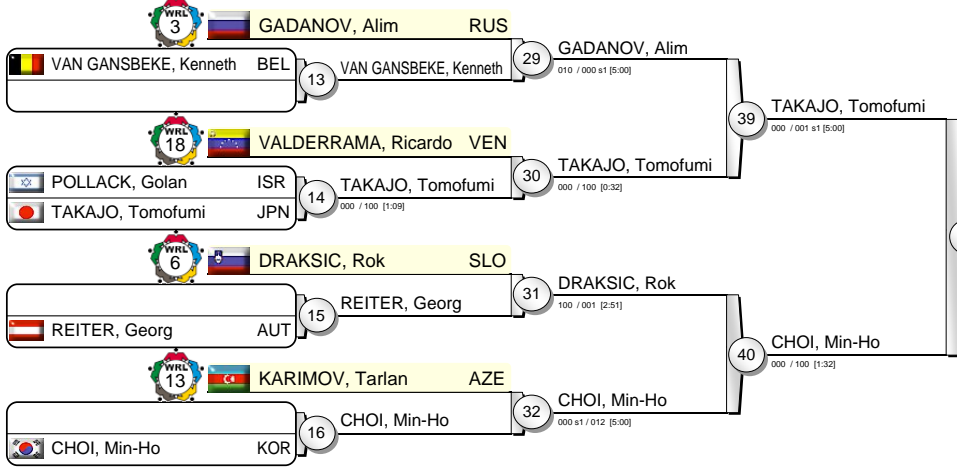 WRL
3
GADANOV, Alim RUS
VAN GANSBEKE, Kenneth BEL
13
VAN GANSBEKE, Kenneth
29
GADANOV, Alim
010 / 000 s1 [5:00]
39
TAKAJO, Tomofumi
000 / 001 s1 [5:00]
WRL
18
VALDERRAMA, Ricardo VEN
POLLACK, Golan ISR
TAKAJO, Tomofumi JPN
14
TAKAJO, Tomofumi
000 / 100 [1:09]
30
TAKAJO, Tomofumi
000 / 100 [0:32]
WRL
6
DRAKSIC, Rok SLO
REITER, Georg AUT
15
REITER, Georg
31
DRAKSIC, Rok
100 / 001 [2:51]
40
CHOI, Min-Ho
000 / 100 [1:32]
WRL
13
KARIMOV, Tarlan AZE
CHOI, Min-Ho KOR
16
CHOI, Min-Ho
32
CHOI, Min-Ho
000 s1 / 012 [5:00]